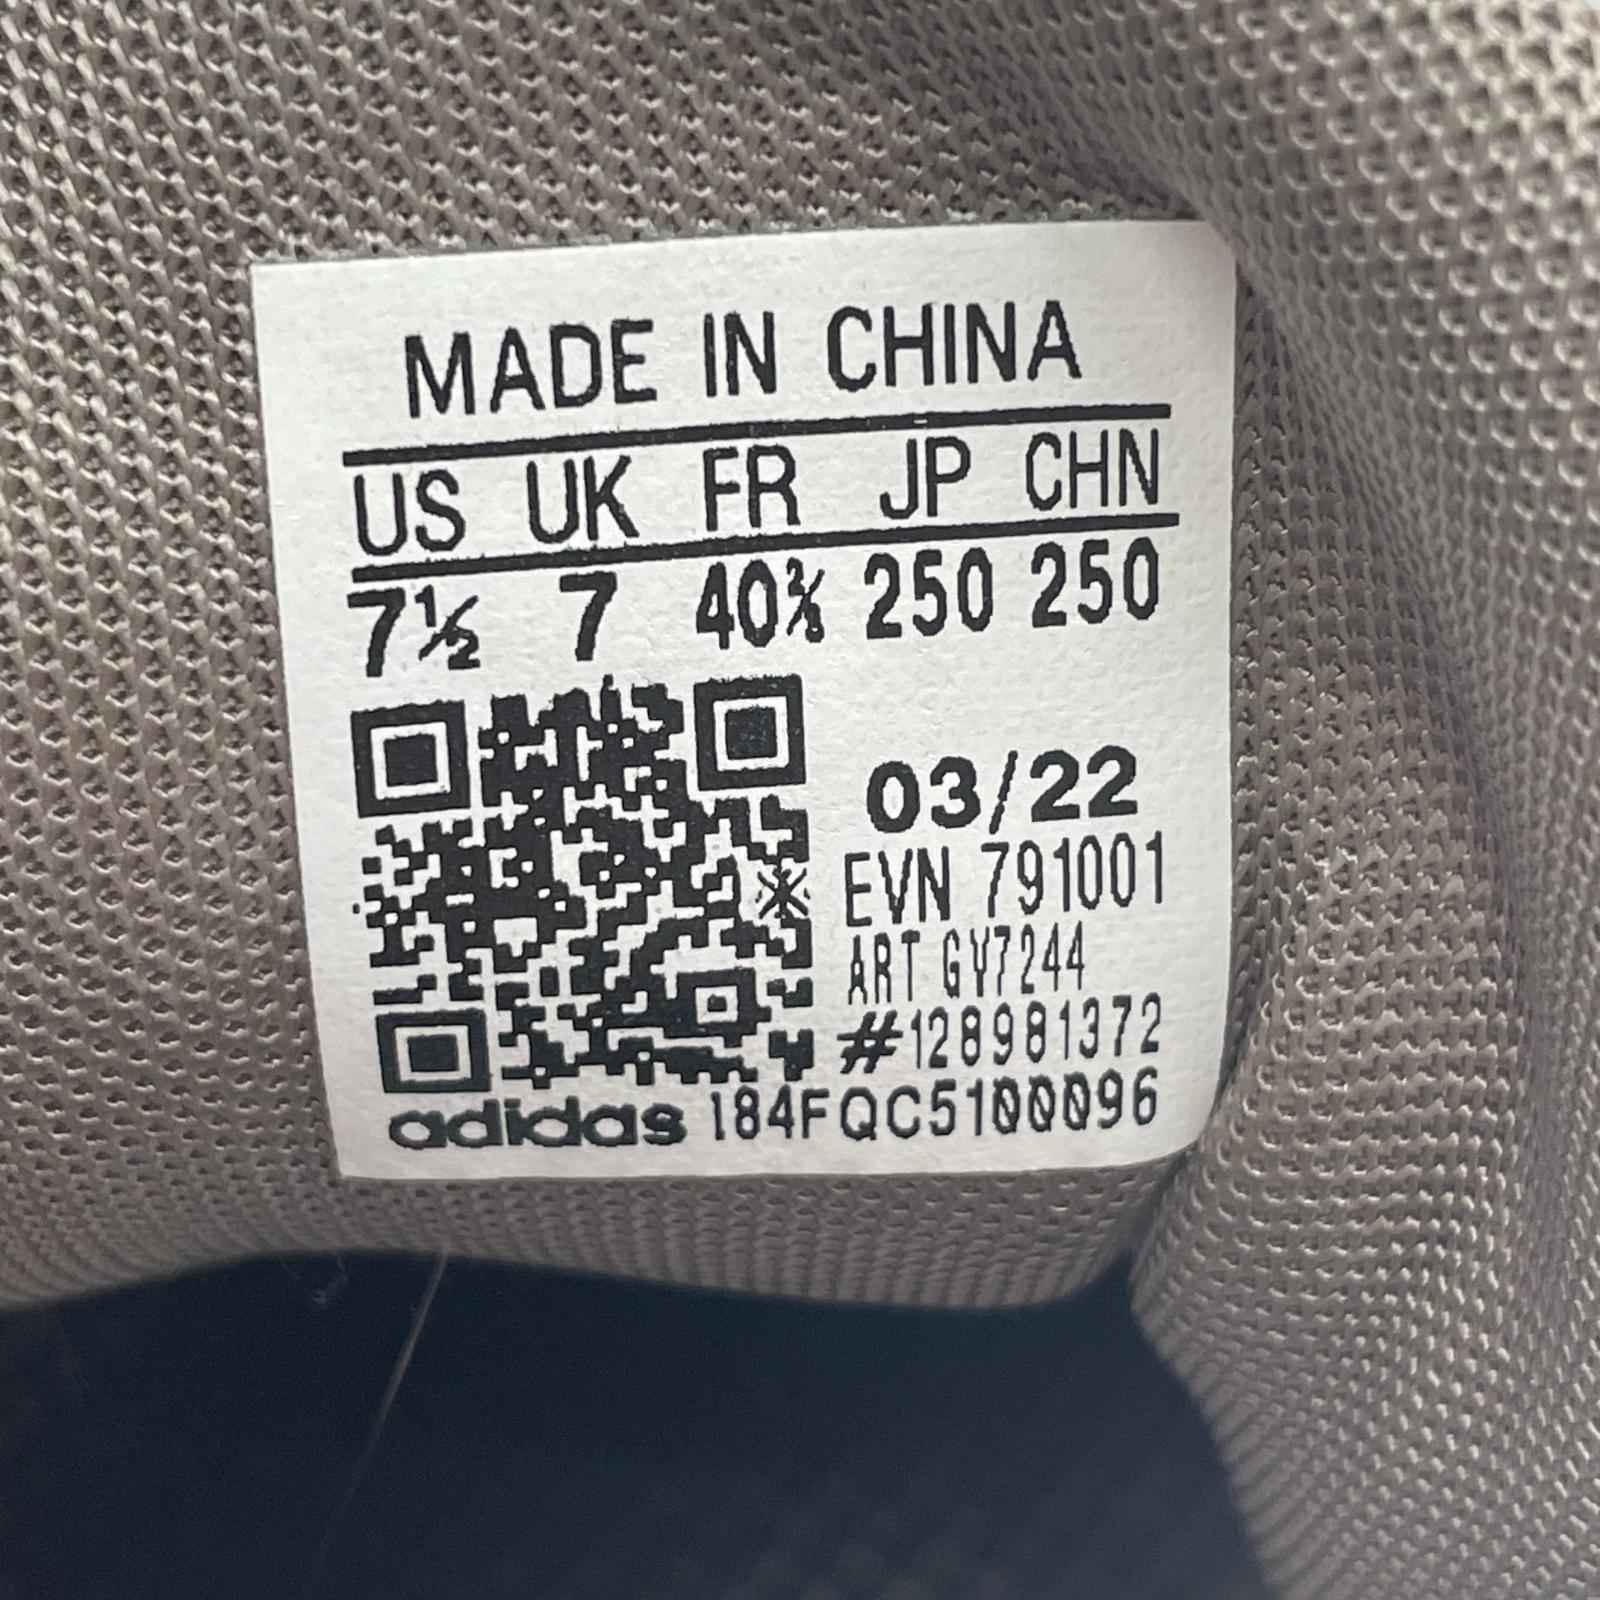 MADE IN CHINA
US UK FR JP CHN
7½ 7 40⅔ 250 250
03/22
EVN 791001
ART GV7244
#128981372
adidas 184FQC5100096